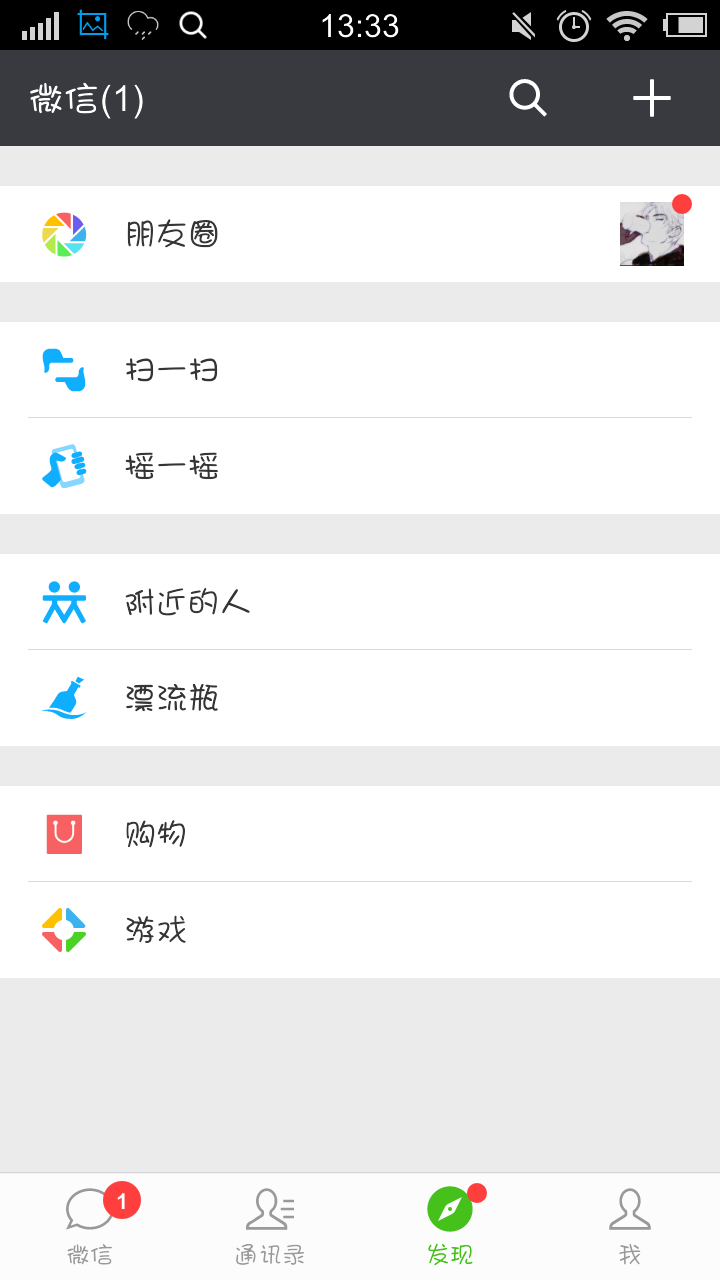 13:33
微信(1)
朋友圈
扫一扫
摇一摇
附近的人
漂流瓶
购物
游戏
1
微信 通讯录 发现 我